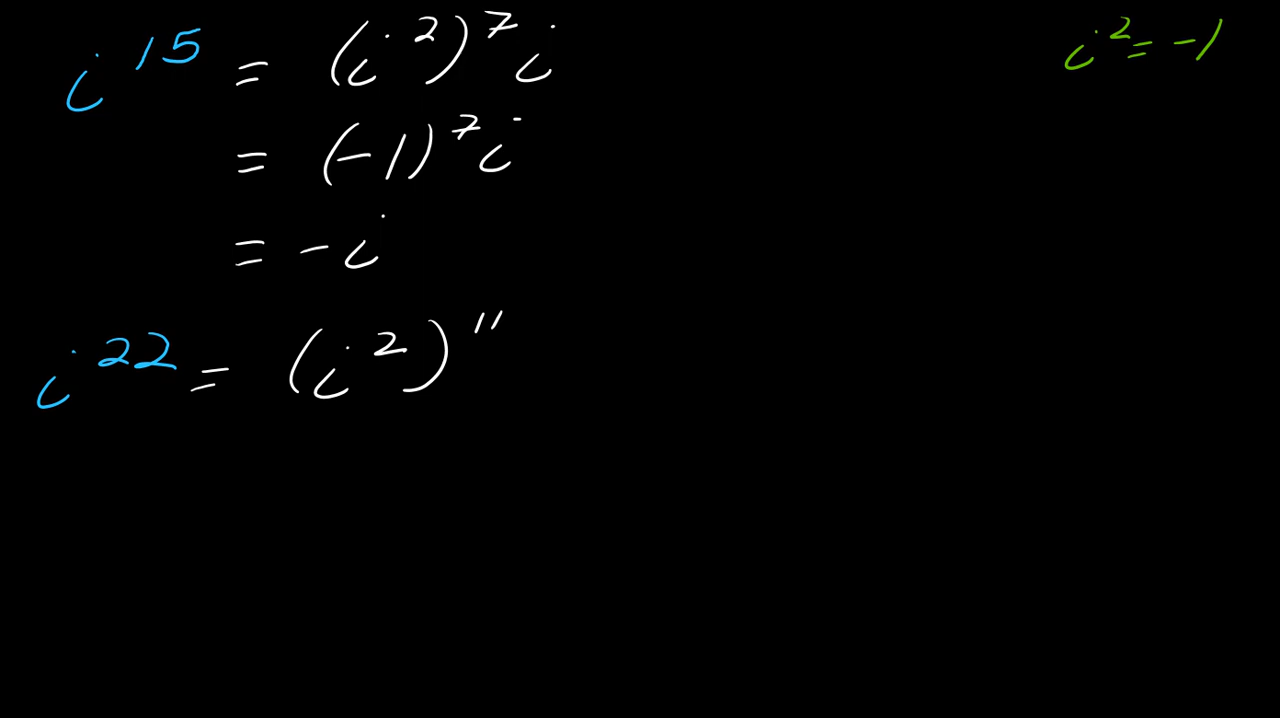 i^15 = (i^2)^7 i
i^2 = -1
= (-1)^7 i
= -i
i^22 = (i^2)^11